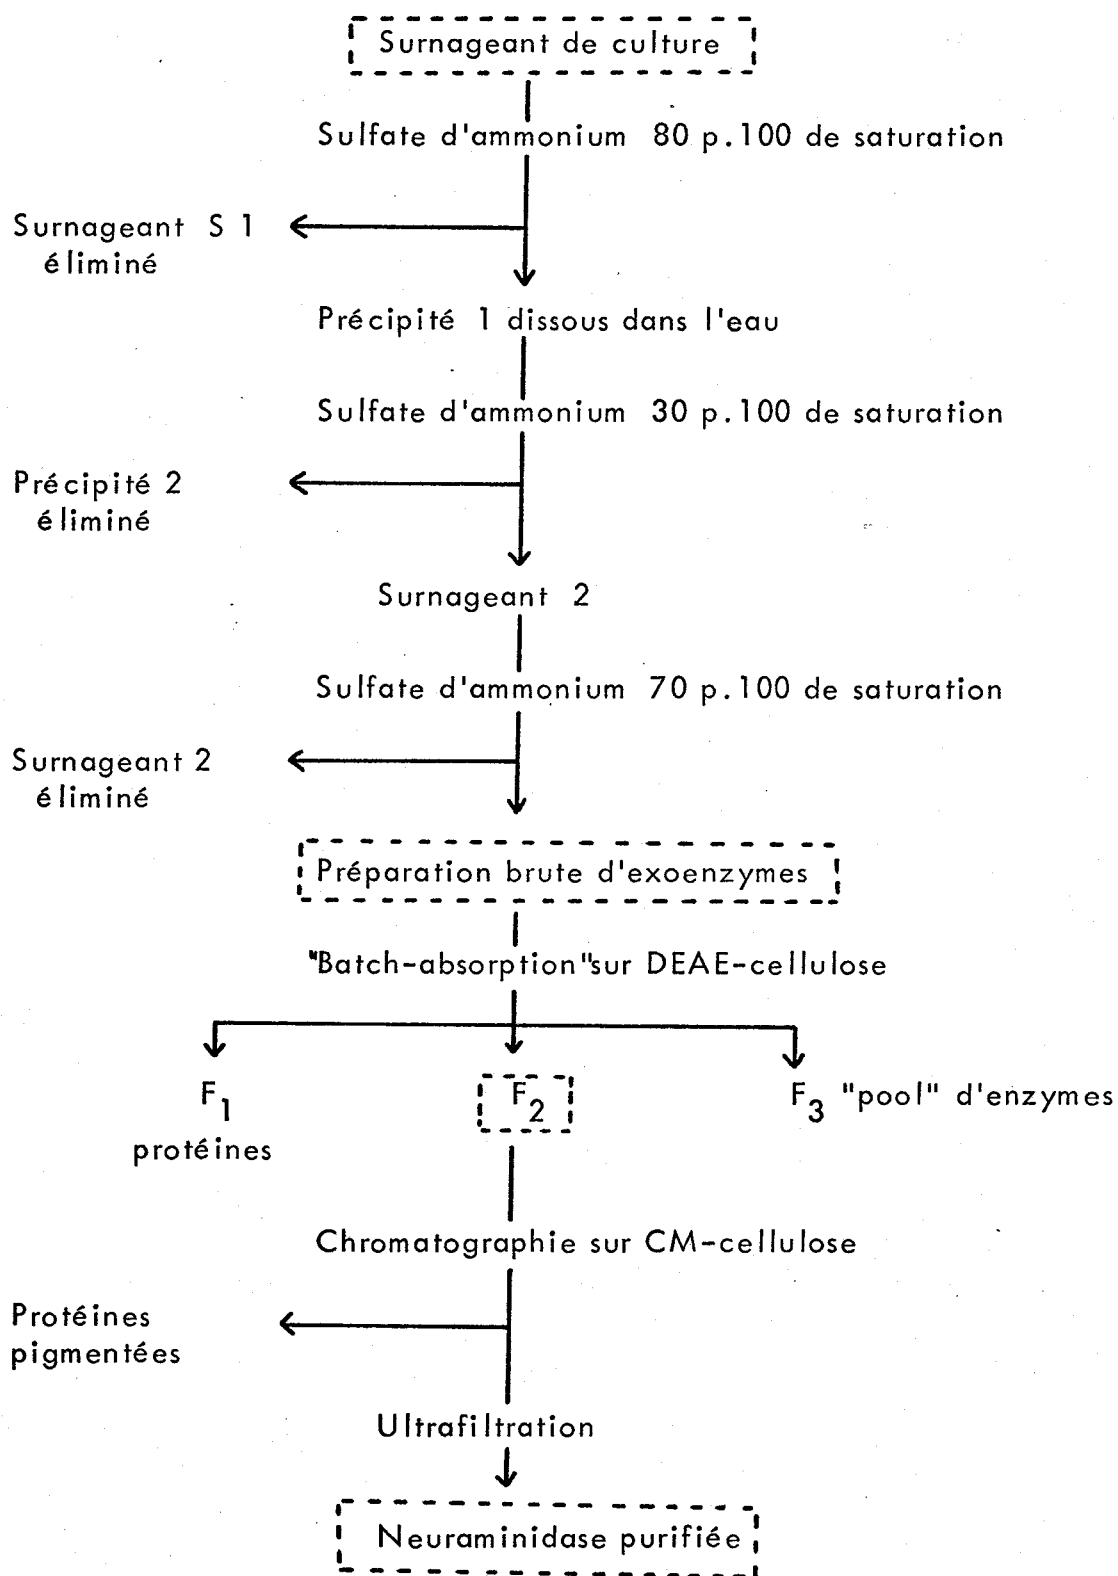 Surnageant de culture
Sulfate d'ammonium 80 p.100 de saturation
Surnageant S 1
éliminé
Précipité 1 dissous dans l'eau
Sulfate d'ammonium 30 p.100 de saturation
Précipité 2
éliminé
Surnageant 2
Sulfate d'ammonium 70 p.100 de saturation
Surnageant 2
éliminé
Préparation brute d'exoenzymes
"Batch-absorption"sur DEAE-cellulose
F1
protéines
F2
F3 "pool" d'enzymes
Chromatographie sur CM-cellulose
Protéines
pigmentées
Ultrafiltration
Neuraminidase purifiée